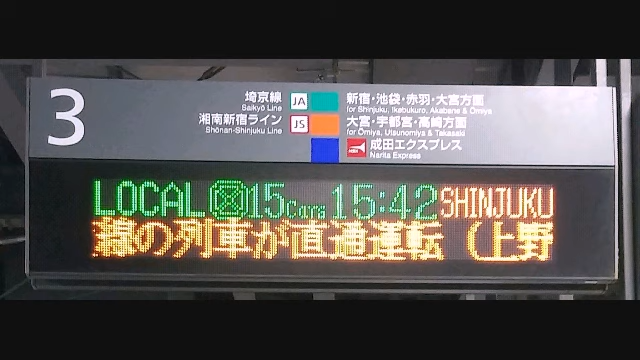 3
埼京線 JA 新宿・池袋・赤羽・大宮方面
Saikyō Line for Shinjuku, Ikebukuro, Akabane & Ōmiya
湘南新宿ライン JS 大宮・宇都宮・高崎方面
Shōnan-Shinjuku Line for Ōmiya, Utsunomiya & Takasaki
成田エクスプレス
Narita Express
LOCAL 15Cars 15:42 SHINJUKU
線の列車が直通運転（上野